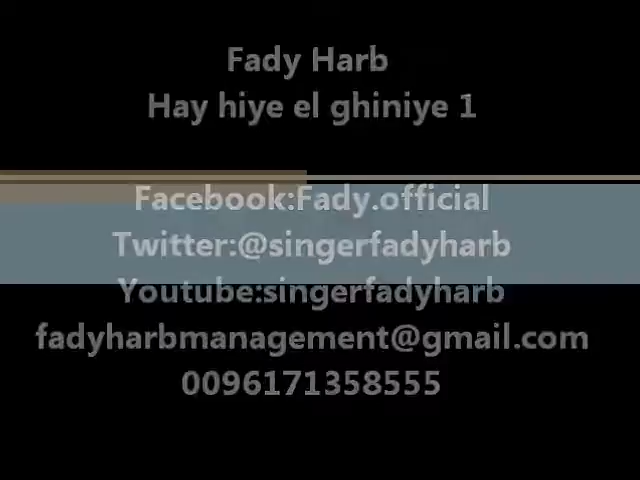 Fady Harb
Hay hiye el ghiniye 1
Facebook:Fady.official
Twitter:@singerfadyharb
Youtube:singerfadyharb
fadyharbmanagement@gmail.com
0096171358555